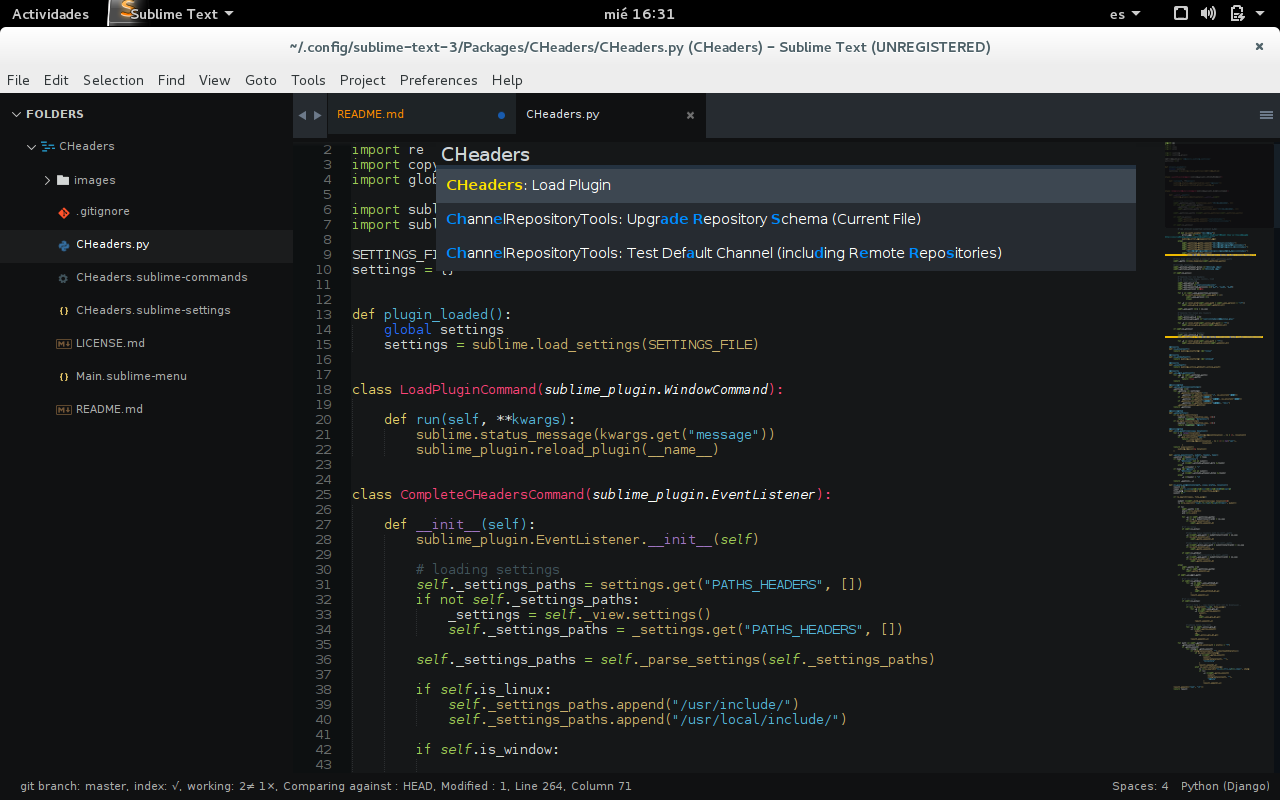 Actividades Sublime Text mié 16:31 es
~/.config/sublime-text-3/Packages/CHeaders/CHeaders.py (CHeaders) – Sublime Text (UNREGISTERED)
File Edit Selection Find View Goto Tools Project Preferences Help
FOLDERS
CHeaders
images
.gitignore
CHeaders.py
CHeaders.sublime-commands
CHeaders.sublime-settings
LICENSE.md
Main.sublime-menu
README.md
README.md CHeaders.py
CHeaders
CHeaders: Load Plugin
ChannelRepositoryTools: Upgrade Repository Schema (Current File)
ChannelRepositoryTools: Test Default Channel (including Remote Repositories)
2 import re
3 import copy
4 import glob
5
6 import subl
7 import subl
8
9 SETTINGS_FI
10 settings = {}
11
12
13 def plugin_loaded():
14 global settings
15 settings = sublime.load_settings(SETTINGS_FILE)
16
17
18 class LoadPluginCommand(sublime_plugin.WindowCommand):
19
20 def run(self, **kwargs):
21 sublime.status_message(kwargs.get("message"))
22 sublime_plugin.reload_plugin(__name__)
23
24
25 class CompleteCHeadersCommand(sublime_plugin.EventListener):
26
27 def __init__(self):
28 sublime_plugin.EventListener.__init__(self)
29
30 # loading settings
31 self._settings_paths = settings.get("PATHS_HEADERS", [])
32 if not self._settings_paths:
33 _settings = self._view.settings()
34 self._settings_paths = _settings.get("PATHS_HEADERS", [])
35
36 self._settings_paths = self._parse_settings(self._settings_paths)
37
38 if self.is_linux:
39 self._settings_paths.append("/usr/include/")
40 self._settings_paths.append("/usr/local/include/")
41
42 if self.is_window:
43
git branch: master, index: √, working: 2≠ 1×, Comparing against : HEAD, Modified : 1, Line 264, Column 71 Spaces: 4 Python (Django)